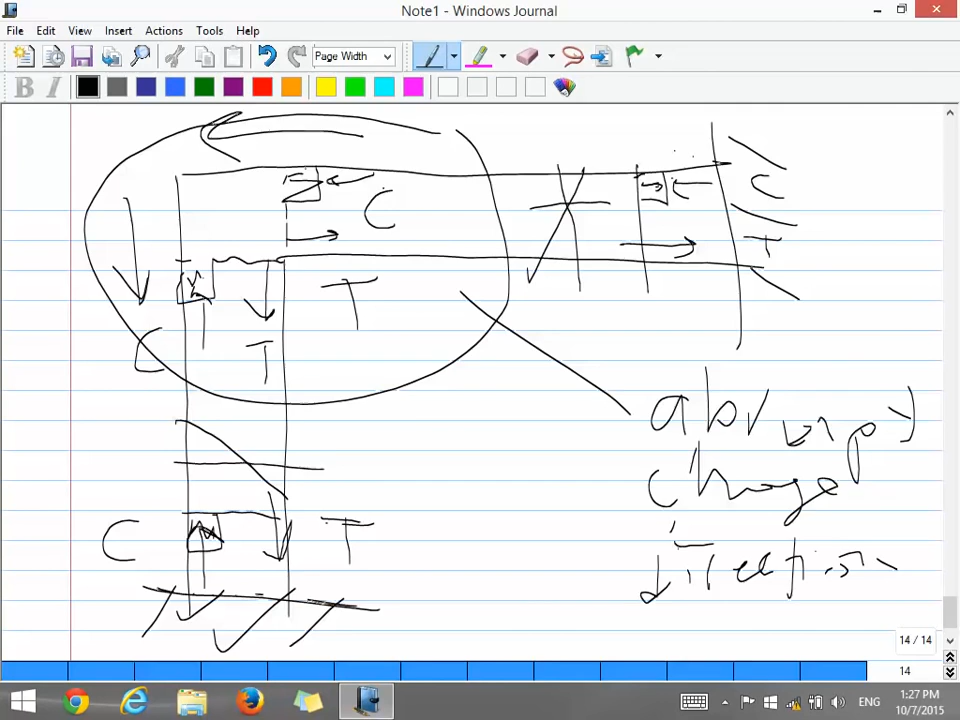 Note1 - Windows Journal
File Edit View Insert Actions Tools Help
Page Width
B I
C
C
T
T
C
T
C
T
change
direction
14 / 14
14
ENG
1:27 PM
10/7/2015